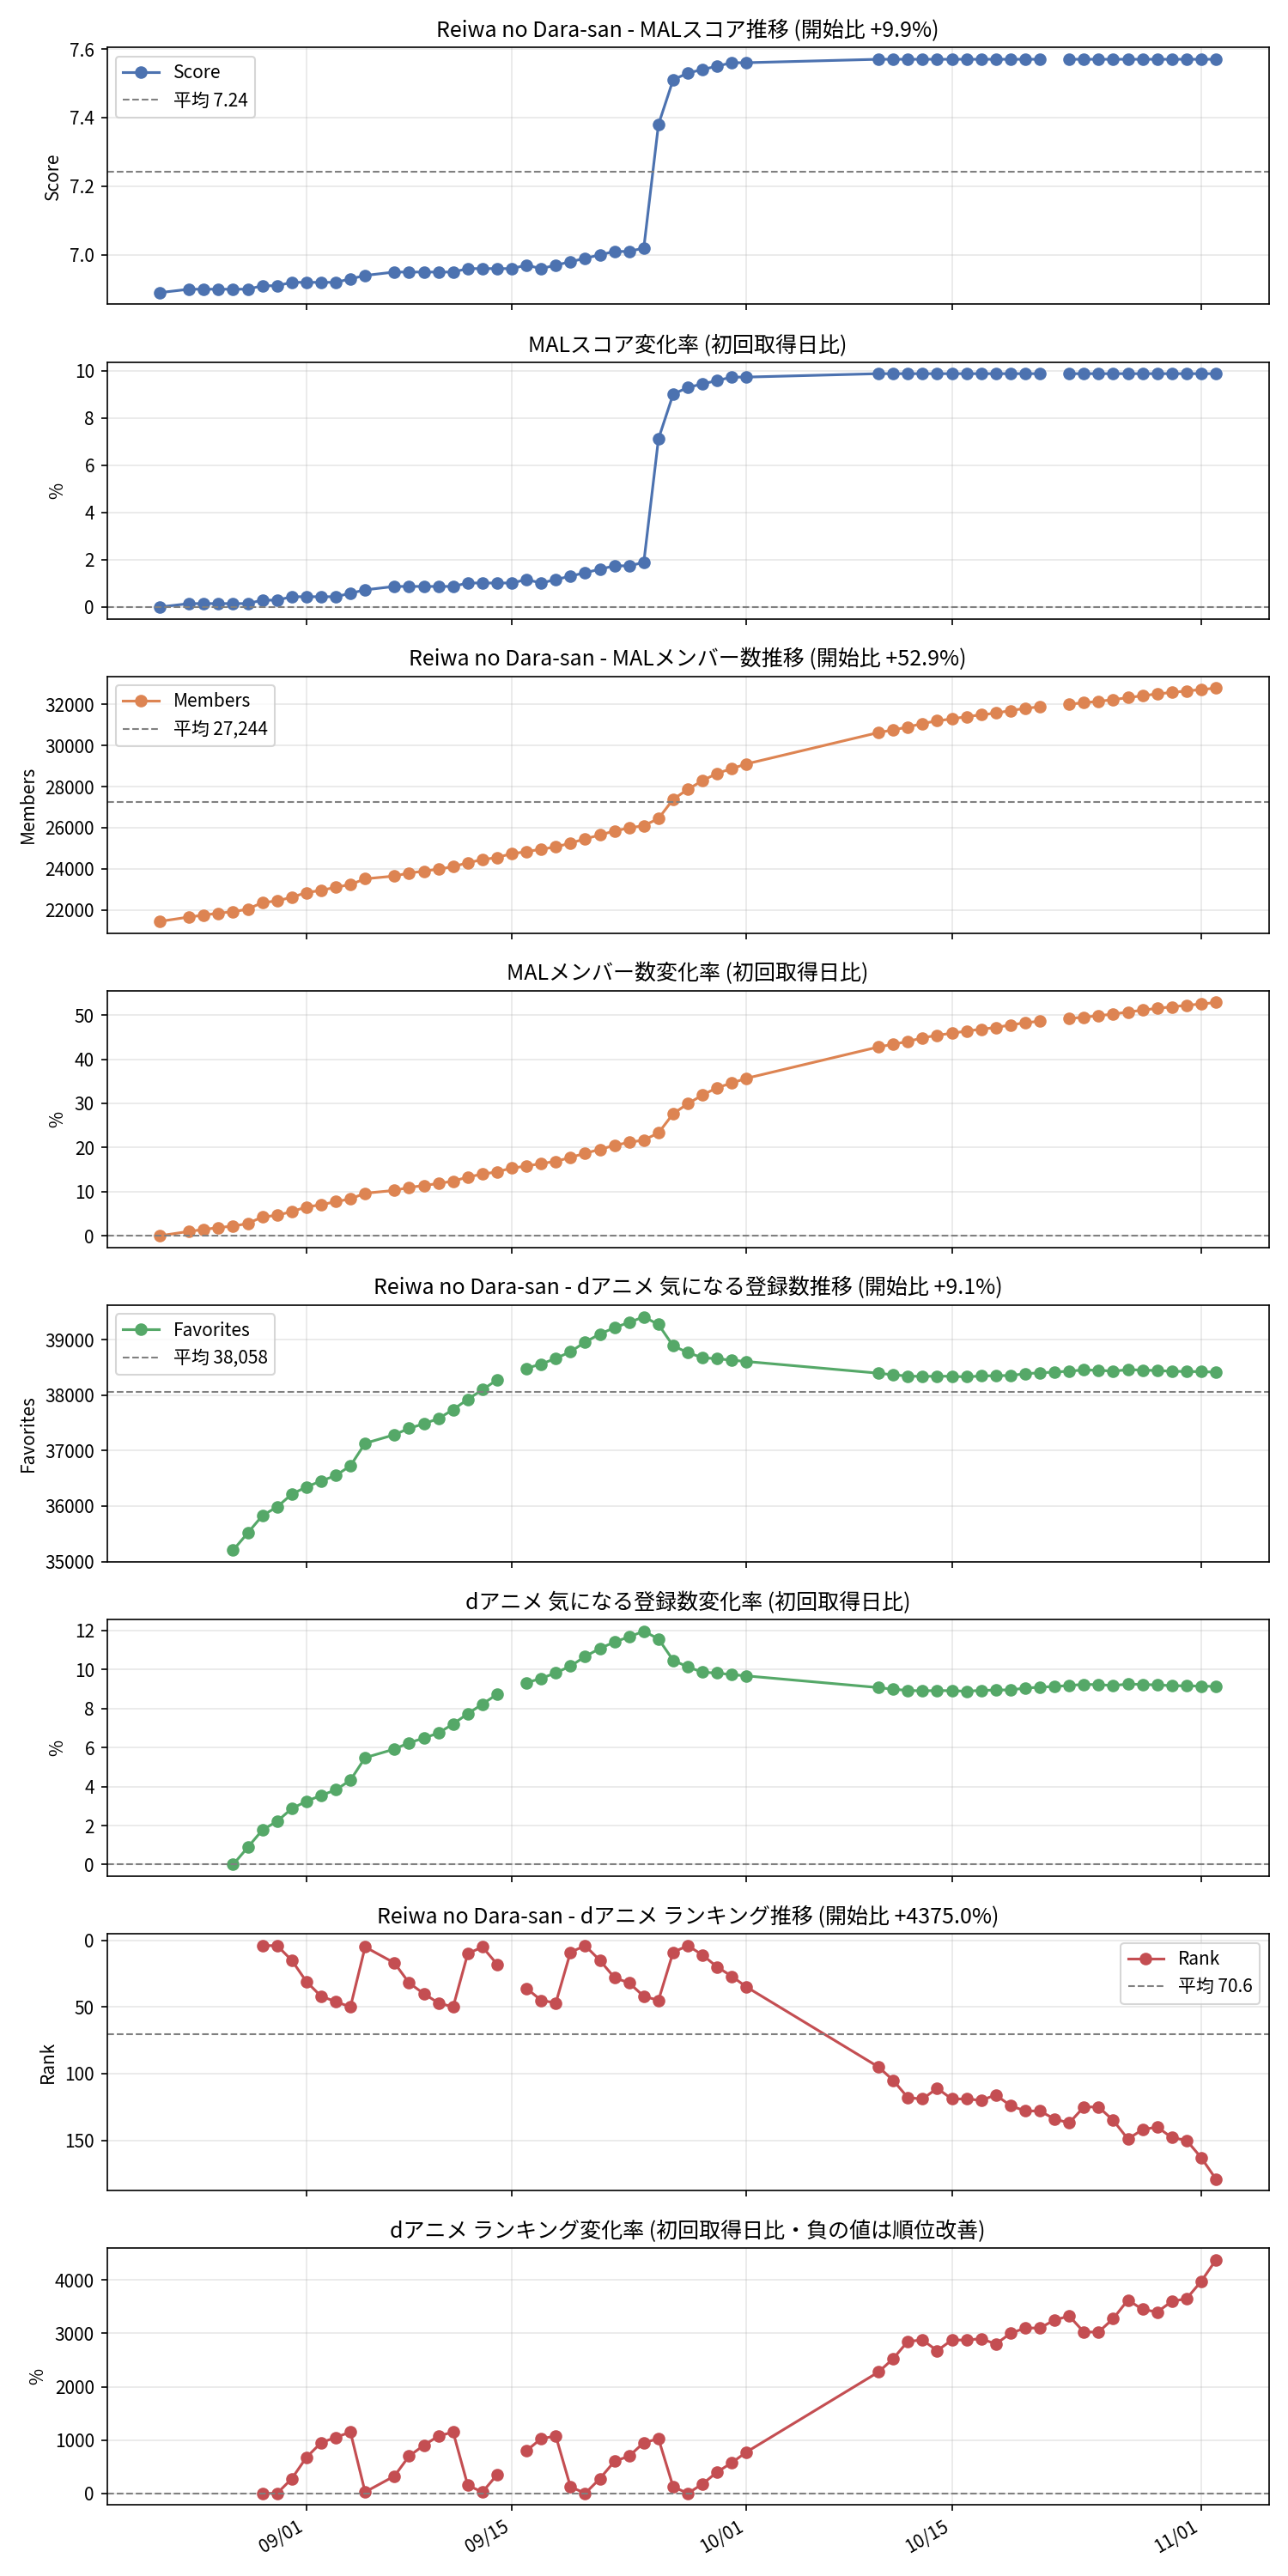 Reiwa no Dara-san - MALスコア推移 (開始比 +9.9%)
7.6
7.4
7.2
7.0
Score
Score
平均 7.24
MALスコア変化率 (初回取得日比)
10
8
6
4
2
0
%
Reiwa no Dara-san - MALメンバー数推移 (開始比 +52.9%)
32000
30000
28000
26000
24000
22000
Members
Members
平均 27,244
MALメンバー数変化率 (初回取得日比)
50
40
30
20
10
0
%
Reiwa no Dara-san - dアニメ 気になる登録数推移 (開始比 +9.1%)
39000
38000
37000
36000
35000
Favorites
Favorites
平均 38,058
dアニメ 気になる登録数変化率 (初回取得日比)
12
10
8
6
4
2
0
%
Reiwa no Dara-san - dアニメ ランキング推移 (開始比 +4375.0%)
0
50
100
150
Rank
Rank
平均 70.6
dアニメ ランキング変化率 (初回取得日比・負の値は順位改善)
4000
3000
2000
1000
0
%
09/01
09/15
10/01
10/15
11/01